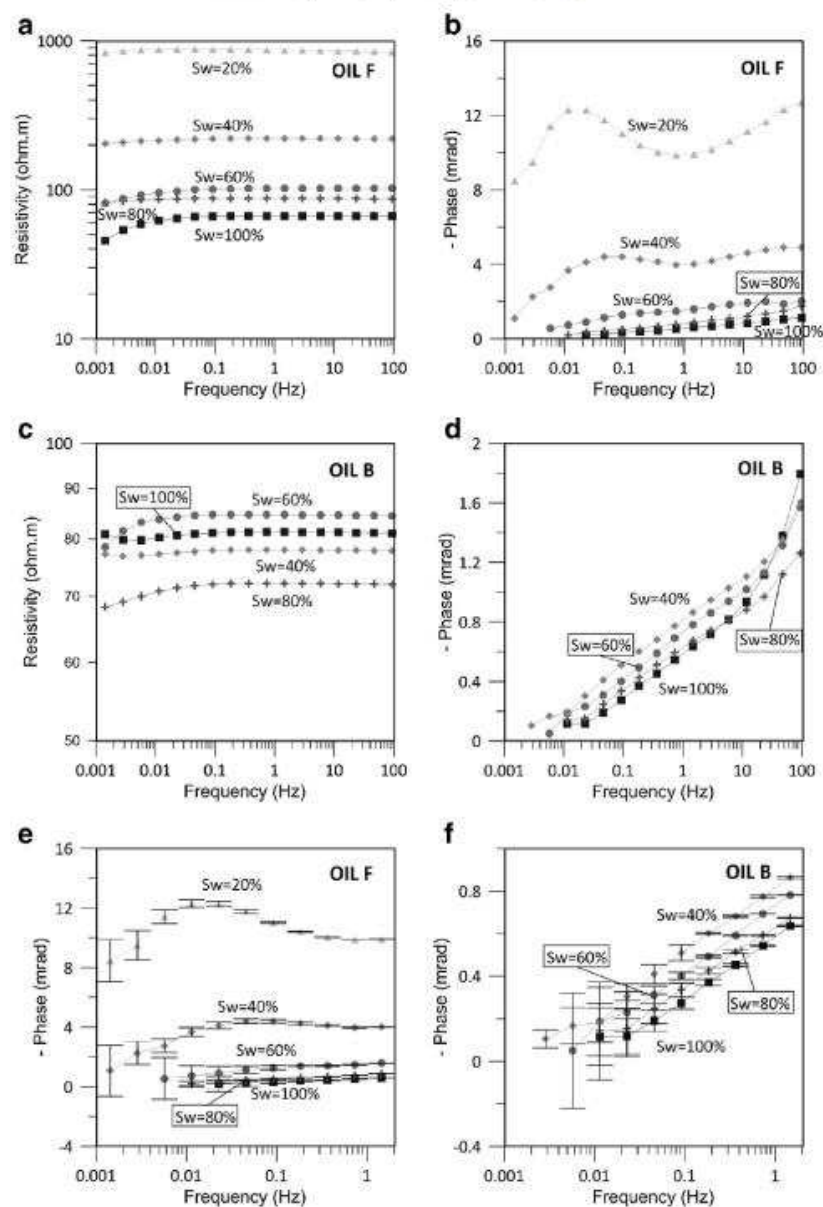 a
1000
100
10
Resistivity (ohm.m)
OIL F
Sw=20%
Sw=40%
Sw=60%
Sw=80%
Sw=100%
0.001 0.01 0.1 1 10 100
Frequency (Hz)
b
16
12
8
4
0
- Phase (mrad)
OIL F
Sw=20%
Sw=40%
Sw=80%
Sw=60%
Sw=100%
0.001 0.01 0.1 1 10 100
Frequency (Hz)
c
100
90
80
70
60
50
Resistivity (ohm.m)
OIL B
Sw=100%
Sw=60%
Sw=40%
Sw=80%
0.001 0.01 0.1 1 10 100
Frequency (Hz)
d
2
1.6
1.2
0.8
0.4
0
- Phase (mrad)
OIL B
Sw=40%
Sw=80%
Sw=60%
Sw=100%
0.001 0.01 0.1 1 10 100
Frequency (Hz)
e
16
12
8
4
0
-4
- Phase (mrad)
OIL F
Sw=20%
Sw=40%
Sw=60%
Sw=100%
Sw=80%
0.001 0.01 0.1 1
Frequency (Hz)
f
0.8
0.4
0
-0.4
- Phase (mrad)
OIL B
Sw=40%
Sw=60%
Sw=80%
Sw=100%
0.001 0.01 0.1 1
Frequency (Hz)